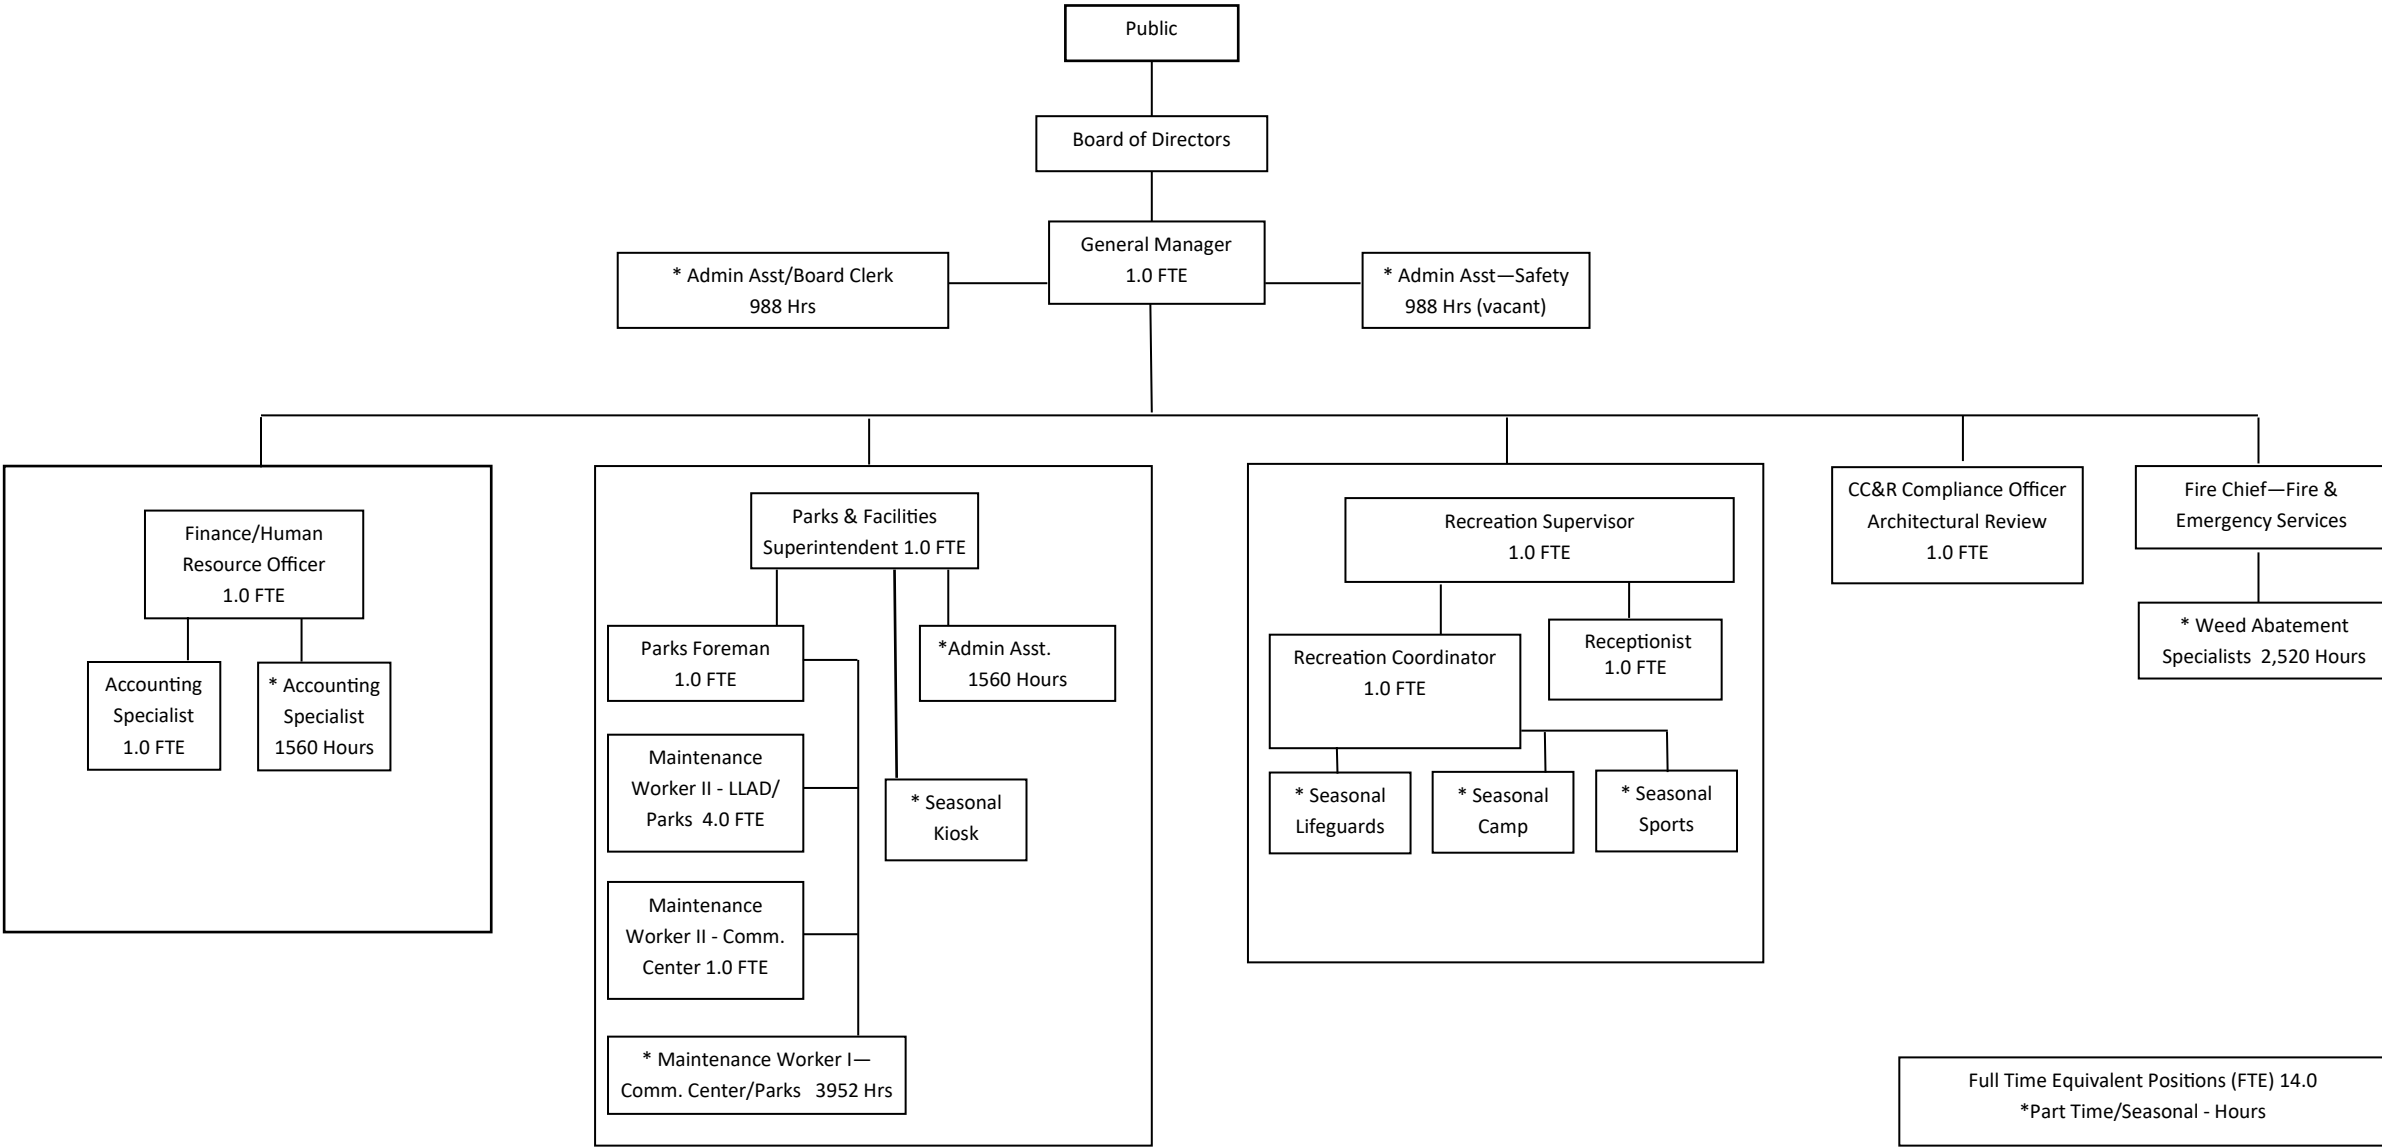 Public
Board of Directors
General Manager
1.0 FTE
* Admin Asst/Board Clerk
988 Hrs
* Admin Asst—Safety
988 Hrs (vacant)
Finance/Human
Resource Officer
1.0 FTE
Accounting
Specialist
1.0 FTE
* Accounting
Specialist
1560 Hours
Parks & Facilities
Superintendent 1.0 FTE
Parks Foreman
1.0 FTE
*Admin Asst.
1560 Hours
Maintenance
Worker II - LLAD/
Parks 4.0 FTE
* Seasonal
Kiosk
Maintenance
Worker II - Comm.
Center 1.0 FTE
* Maintenance Worker I—
Comm. Center/Parks 3952 Hrs
Recreation Supervisor
1.0 FTE
Recreation Coordinator
1.0 FTE
Receptionist
1.0 FTE
* Seasonal
Lifeguards
* Seasonal
Camp
* Seasonal
Sports
CC&R Compliance Officer
Architectural Review
1.0 FTE
Fire Chief—Fire &
Emergency Services
* Weed Abatement
Specialists 2,520 Hours
Full Time Equivalent Positions (FTE) 14.0
*Part Time/Seasonal - Hours